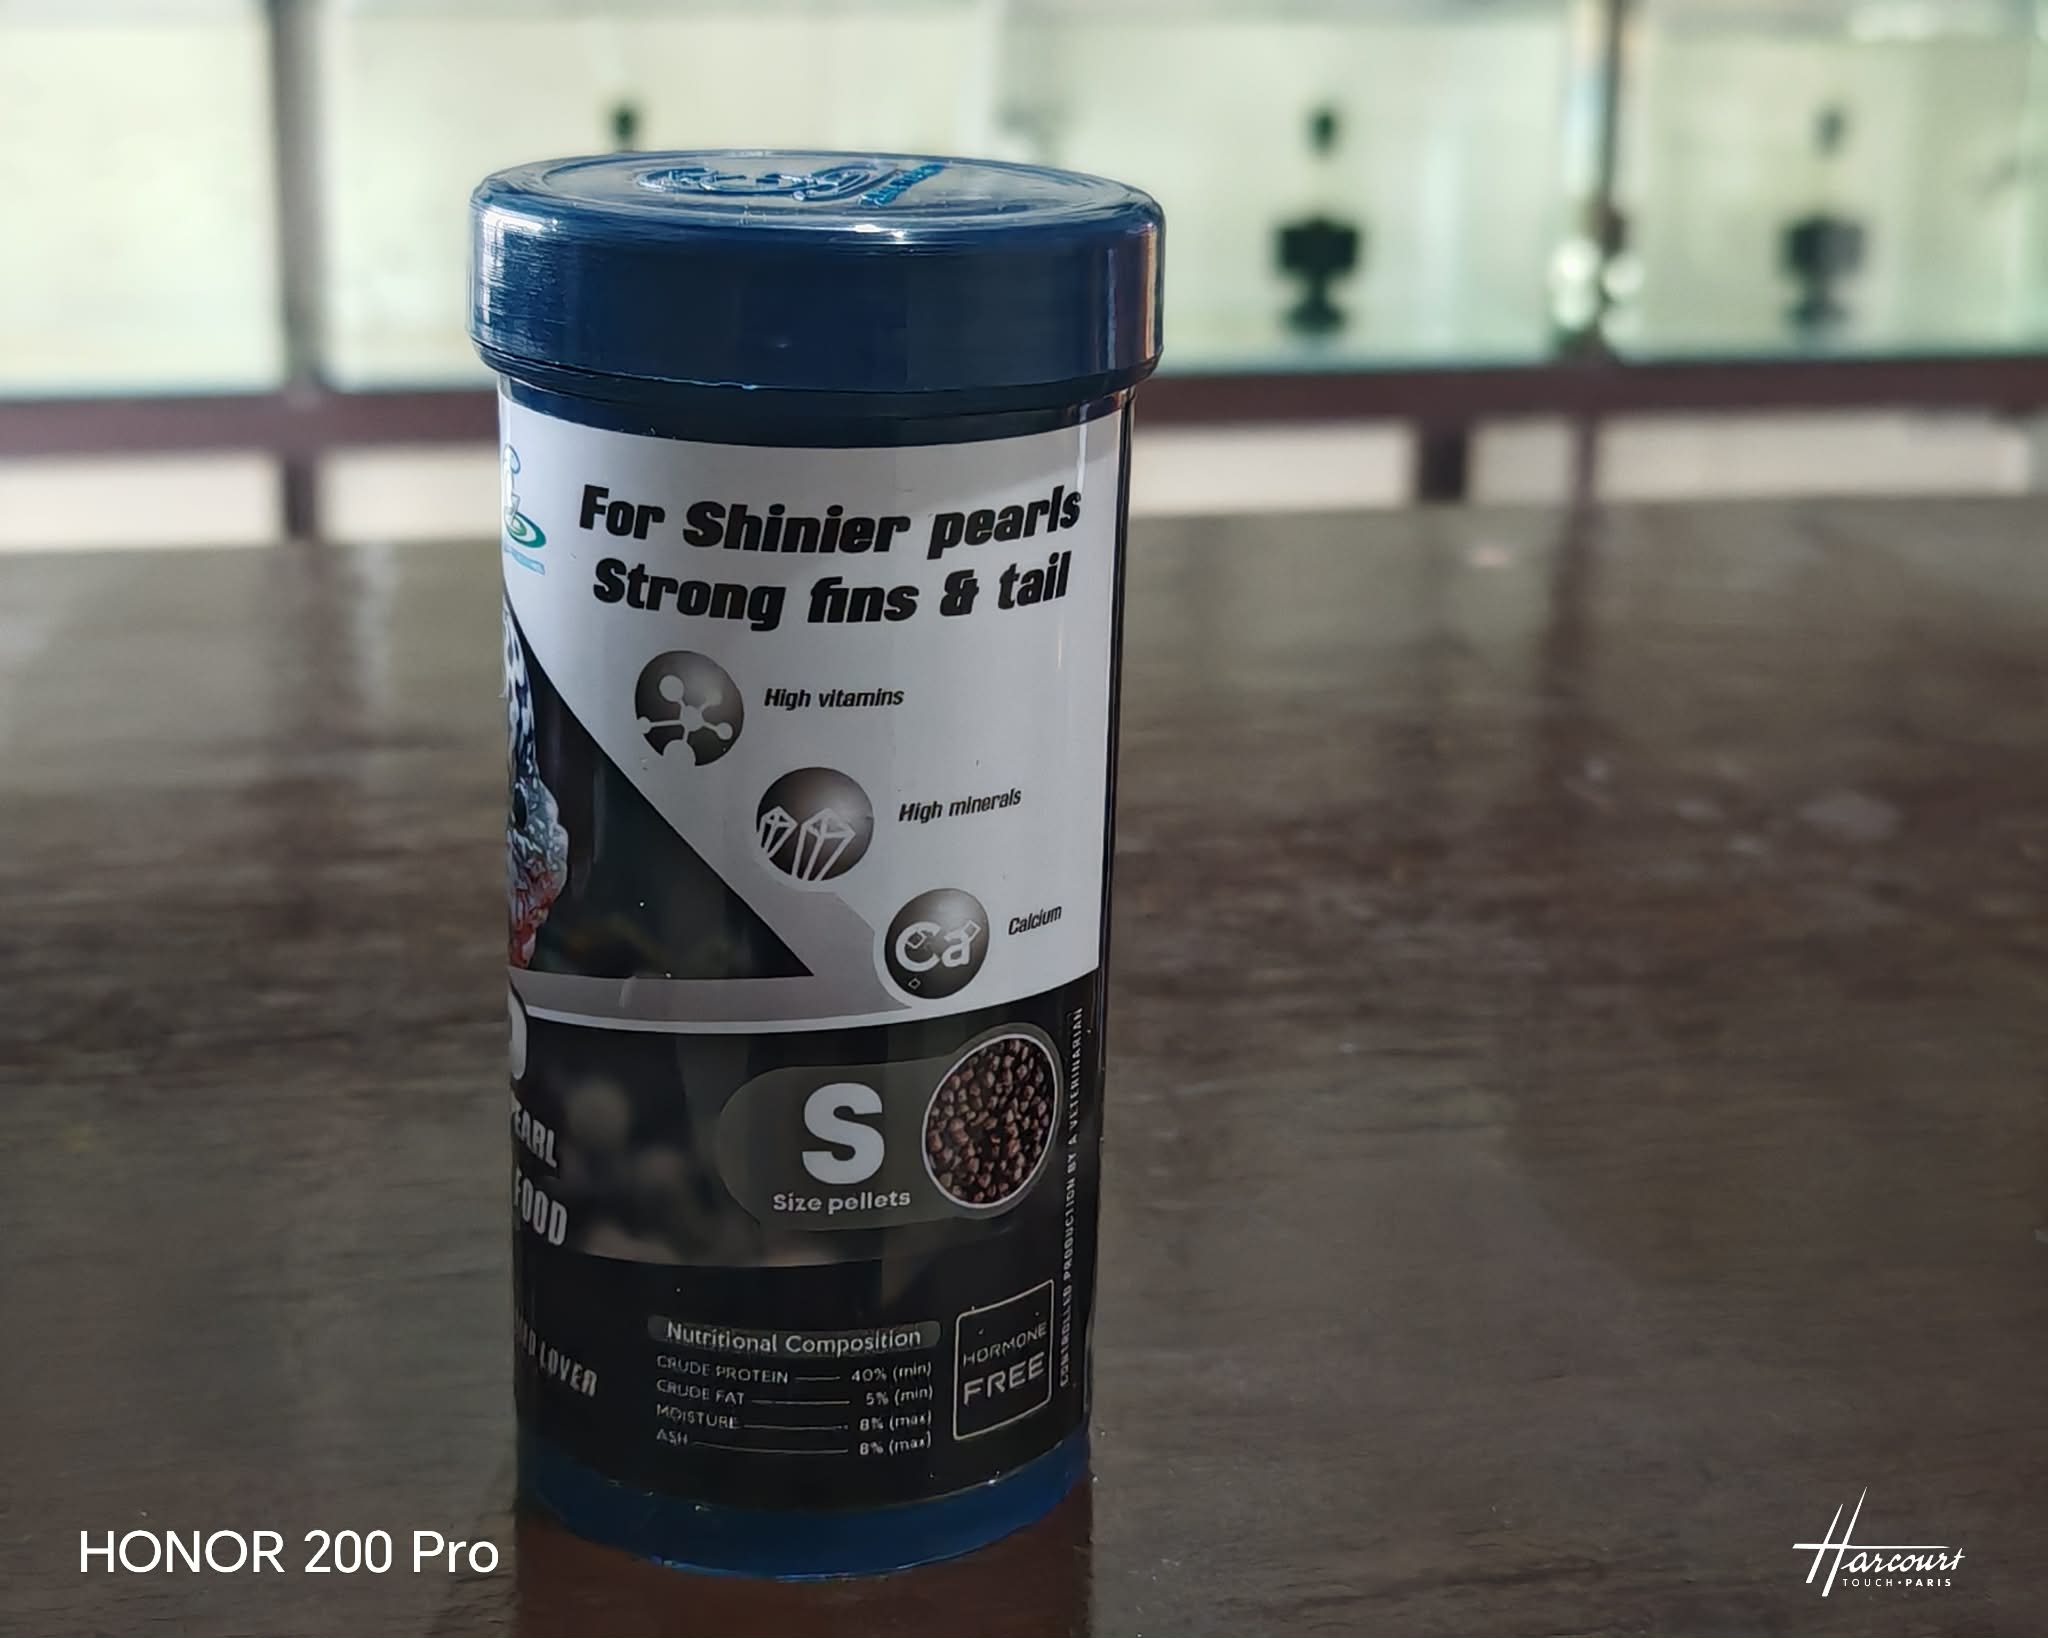 For Shinier pearls
Strong fins & tail
High vitamins
High minerals
Ca
Calcium
PEARL
FOOD
S
Size pellets
LOVER
Nutritional Composition
CRUDE PROTEIN 40% (min)
CRUDE FAT 5% (min)
MOISTURE 8% (max)
ASH 8% (max)
HORMONE
FREE
CONTROLLED PRODUCTION BY A VETERINARIAN
HONOR 200 Pro
Harcourt
TOUCH • PARIS